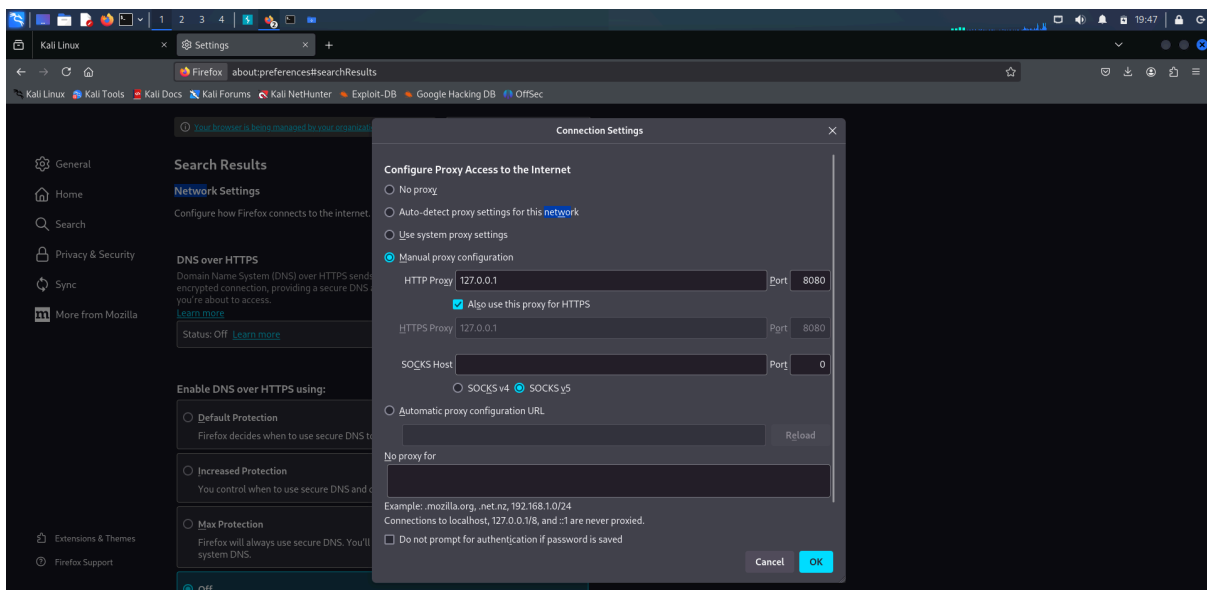 1 2 3 4 19:47
Kali Linux Settings
Firefox about:preferences#searchResults
Kali Linux Kali Tools Kali Docs Kali Forums Kali NetHunter Exploit-DB Google Hacking DB OffSec
Your browser is being managed by your organizat
Connection Settings
General
Home
Search
Privacy & Security
Sync
More from Mozilla
Extensions & Themes
Firefox Support
Search Results
Network Settings
Configure how Firefox connects to the internet.
DNS over HTTPS
Domain Name System (DNS) over HTTPS sends
encrypted connection, providing a secure DNS
you're about to access.
Learn more
Status: Off Learn more
Enable DNS over HTTPS using:
Default Protection
Firefox decides when to use secure DNS to
Increased Protection
You control when to use secure DNS and c
Max Protection
Firefox will always use secure DNS. You'll
system DNS.
Off
Configure Proxy Access to the Internet
No proxy
Auto-detect proxy settings for this network
Use system proxy settings
Manual proxy configuration
HTTP Proxy 127.0.0.1 Port 8080
Also use this proxy for HTTPS
HTTPS Proxy 127.0.0.1 Port 8080
SOCKS Host Port 0
SOCKS v4 SOCKS v5
Automatic proxy configuration URL
Reload
No proxy for
Example: .mozilla.org, .net.nz, 192.168.1.0/24
Connections to localhost, 127.0.0.1/8, and ::1 are never proxied.
Do not prompt for authentication if password is saved
Cancel OK